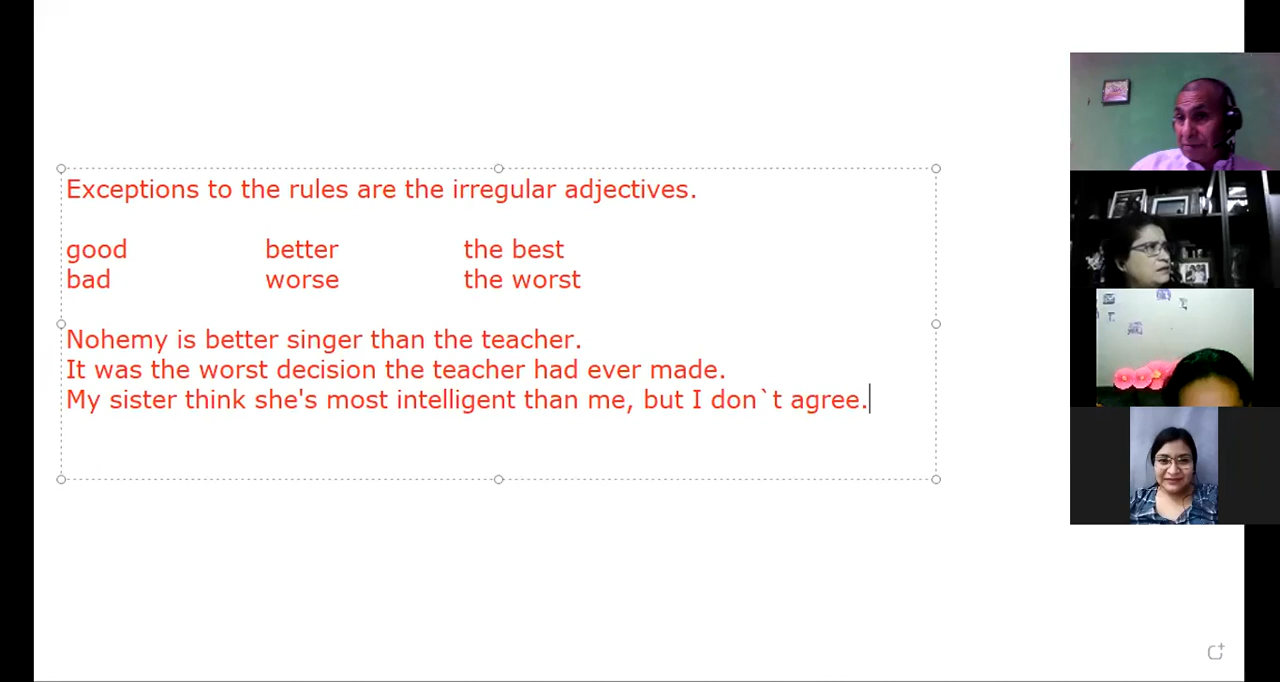 Exceptions to the rules are the irregular adjectives.
good better the best
bad worse the worst
Nohemy is better singer than the teacher.
It was the worst decision the teacher had ever made.
My sister think she's most intelligent than me, but I don`t agree.